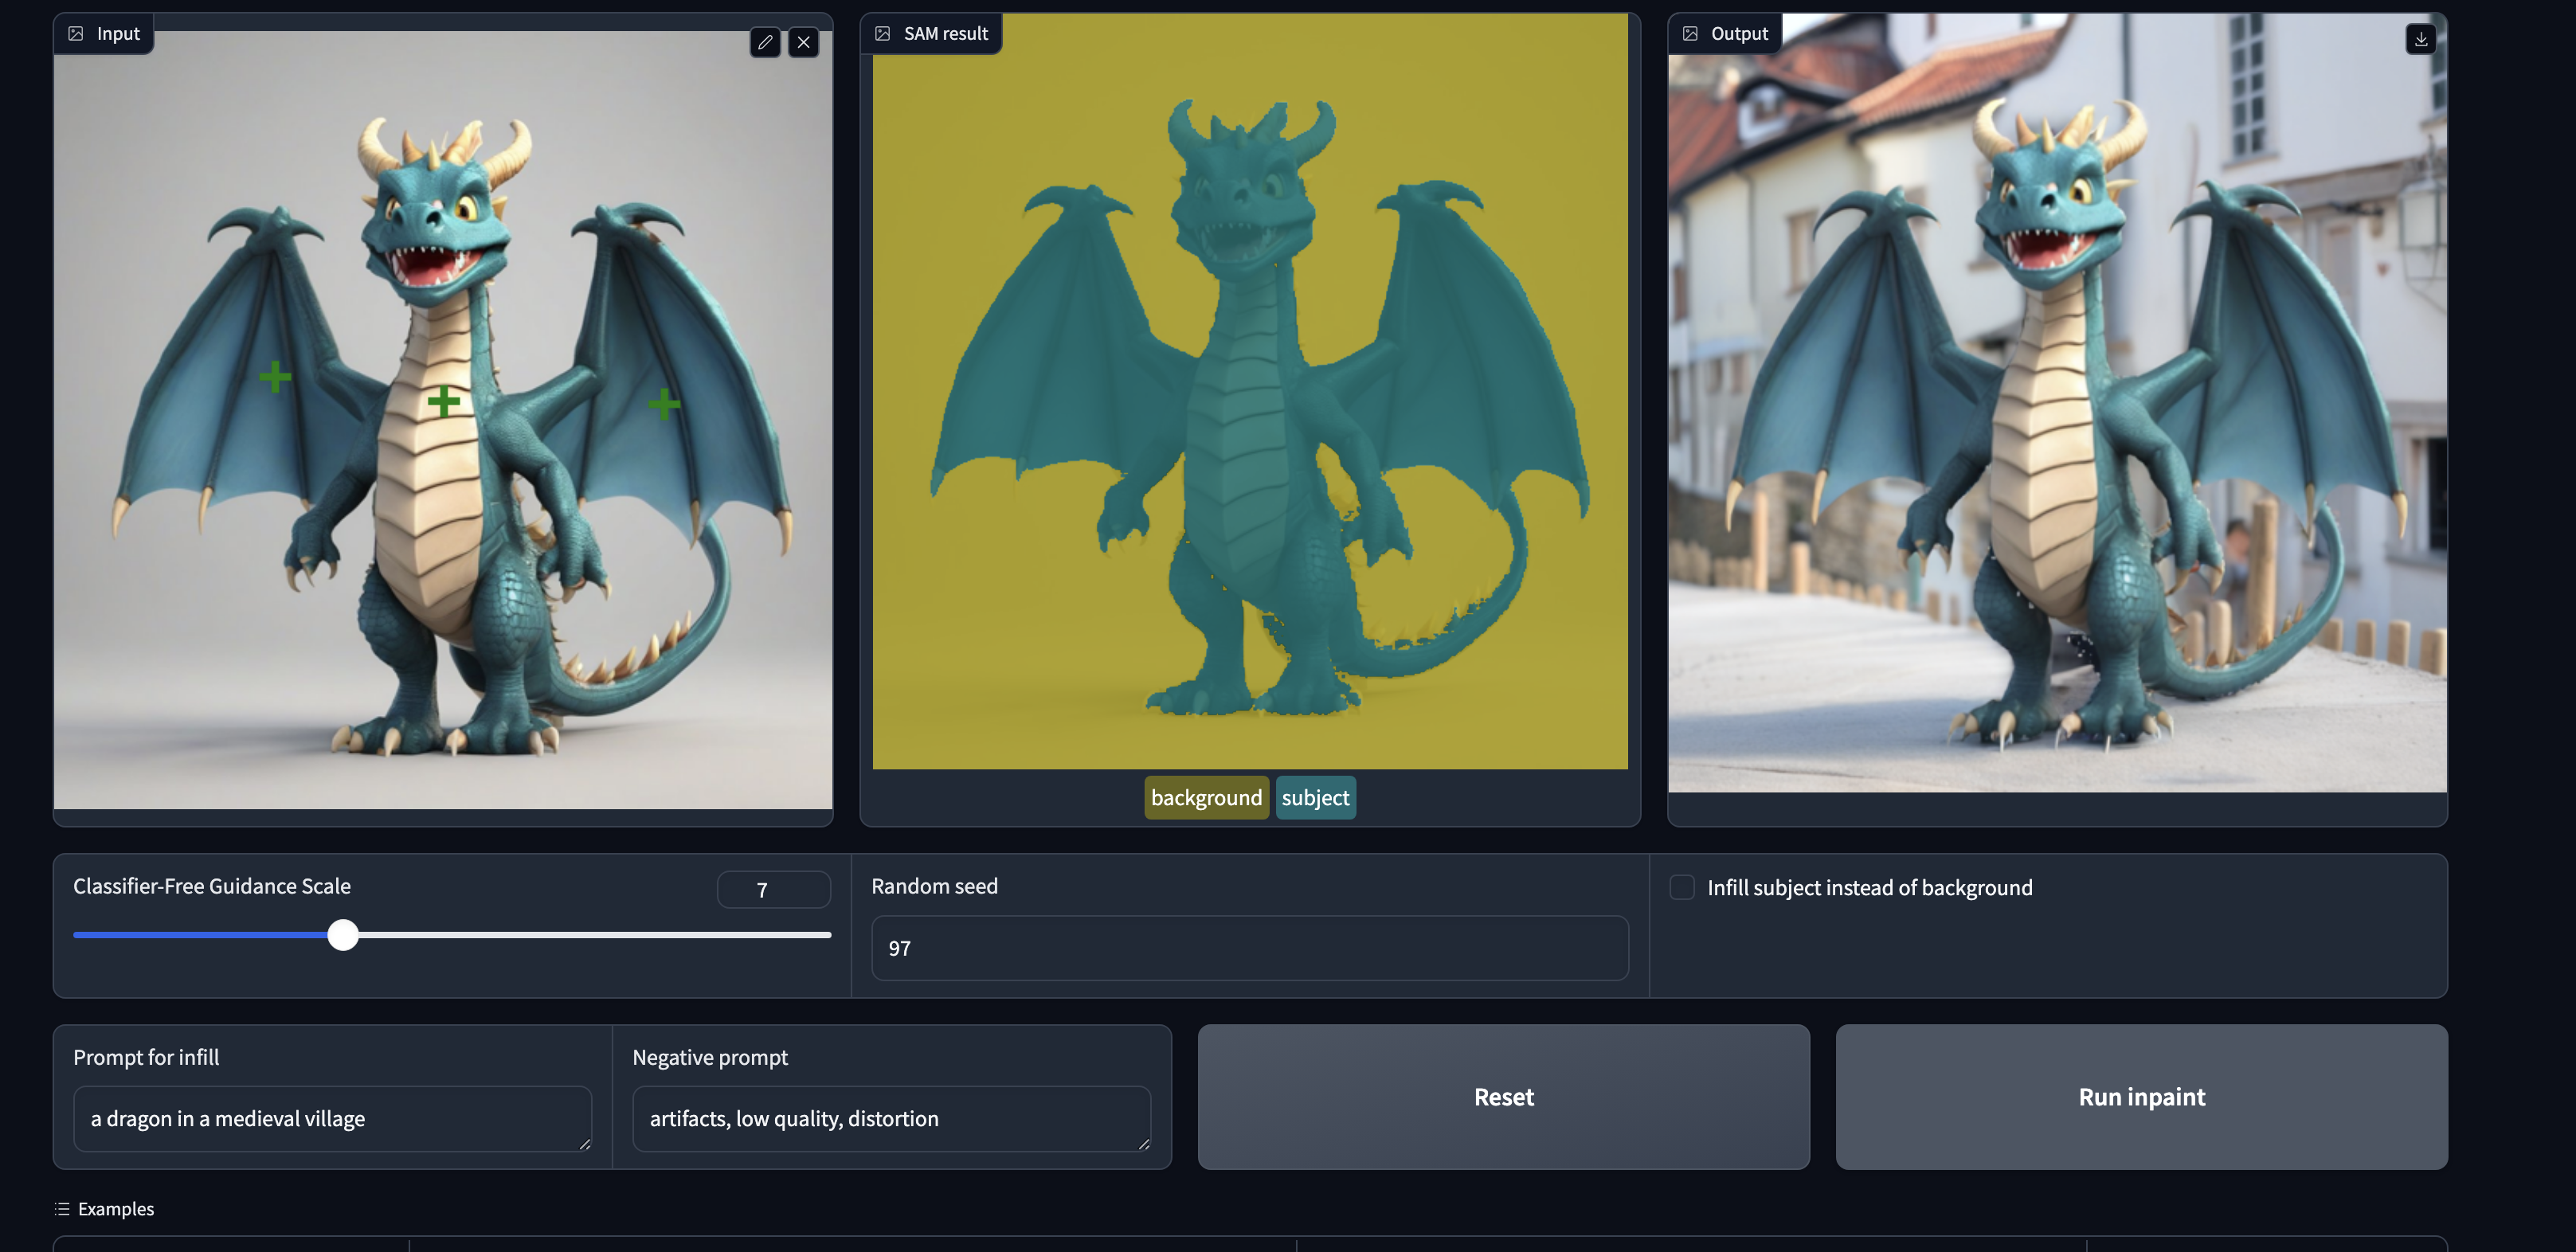 Input
SAM result
Output
background subject
Classifier-Free Guidance Scale
7
Random seed
97
Infill subject instead of background
Prompt for infill
a dragon in a medieval village
Negative prompt
artifacts, low quality, distortion
Reset
Run inpaint
Examples